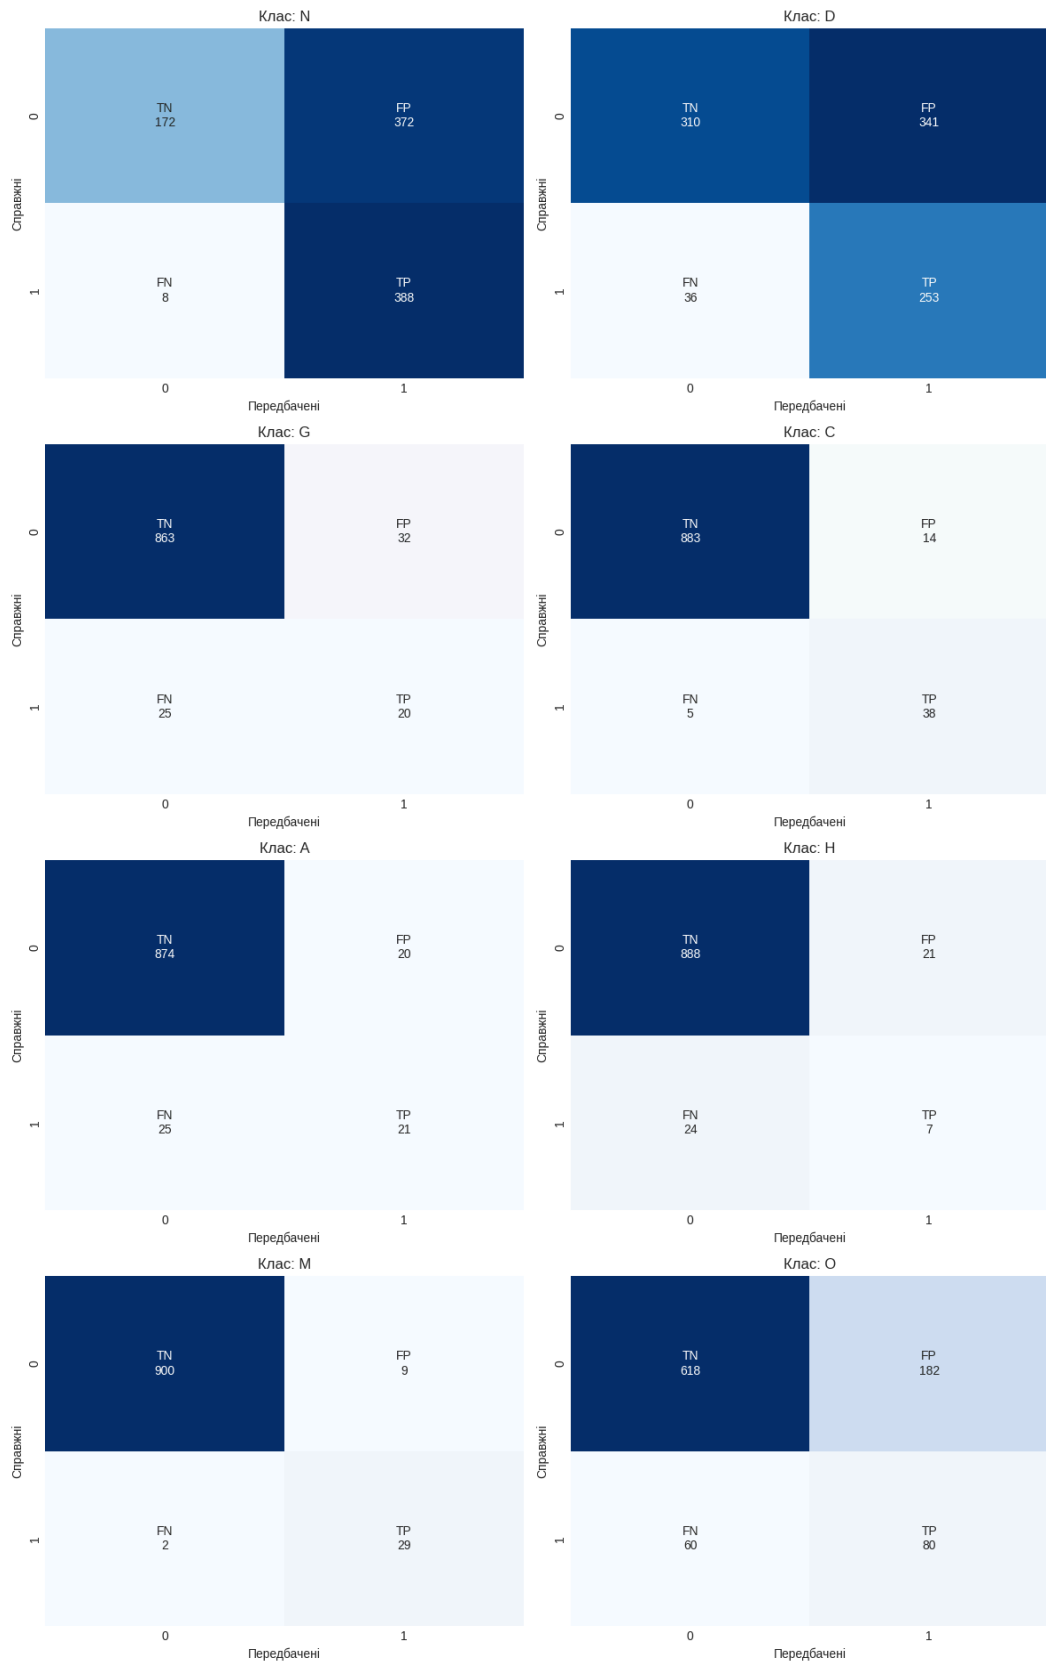 Клас: N
TN
172
FP
372
FN
8
TP
388
0
1
Справжні
0
1
Передбачені
Клас: D
TN
310
FP
341
FN
36
TP
253
0
1
Справжні
0
1
Передбачені
Клас: G
TN
863
FP
32
FN
25
TP
20
0
1
Справжні
0
1
Передбачені
Клас: C
TN
883
FP
14
FN
5
TP
38
0
1
Справжні
0
1
Передбачені
Клас: A
TN
874
FP
20
FN
25
TP
21
0
1
Справжні
0
1
Передбачені
Клас: H
TN
888
FP
21
FN
24
TP
7
0
1
Справжні
0
1
Передбачені
Клас: M
TN
900
FP
9
FN
2
TP
29
0
1
Справжні
0
1
Передбачені
Клас: O
TN
618
FP
182
FN
60
TP
80
0
1
Справжні
0
1
Передбачені